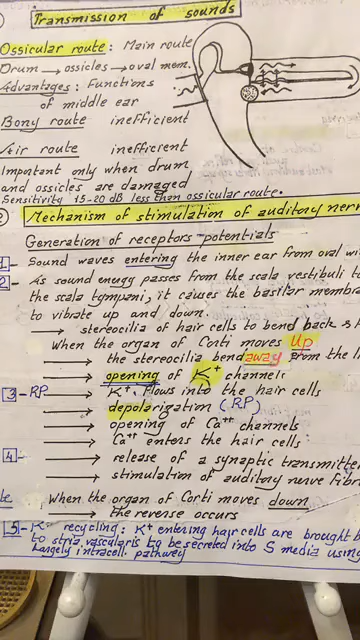 Transmission of sounds
Ossicular route: Main route
Drum → ossicles → oval mem.
Advantages: Functions
of middle ear
Bony route inefficient
Air route inefficient
Impotant only when drum
and ossicles are damaged
Sensitivity 15-20 dB less than ossicular route.
Mechanism of stimulation of auditory nerv
Generation of receptors potentials
1- Sound waves entering the inner ear from oval wi
2- As sound energy passes from the scala vestibuli t
the scala tympani, it causes the basilar membra
to vibrate up and down.
→ stereocilia of hair cells to bend back &
When the organ of Corti moves Up
→ the stereocilia bend away from the l
→ opening of K+ channels
3- RP → K+ flows into the hair cells
→ depolarization (RP)
→ opening of Ca++ channels
→ Ca++ enters the hair cells
4 → release of a synaptic transmitte
→ stimulation of auditory nerve fibr
te When the organ of Corti moves down
→ the reverse occurs
5- K+ recycling: K+ entering hair cells are brought b
to stria vascularis to be secreted into S media using
Largely intracell. pathway